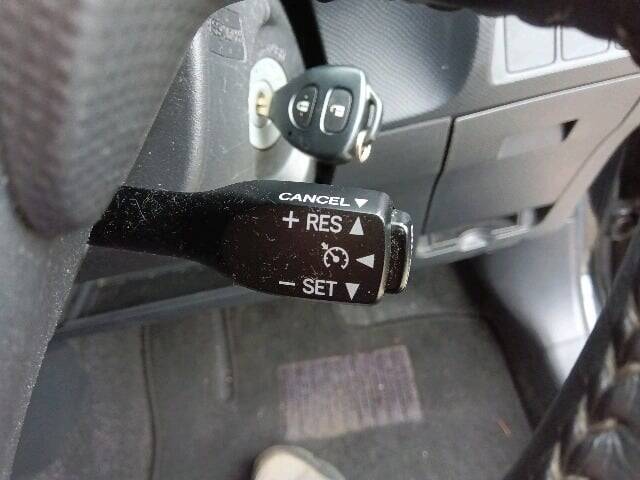 CANCEL ▼
+ RES ▲
◄
− SET ▼